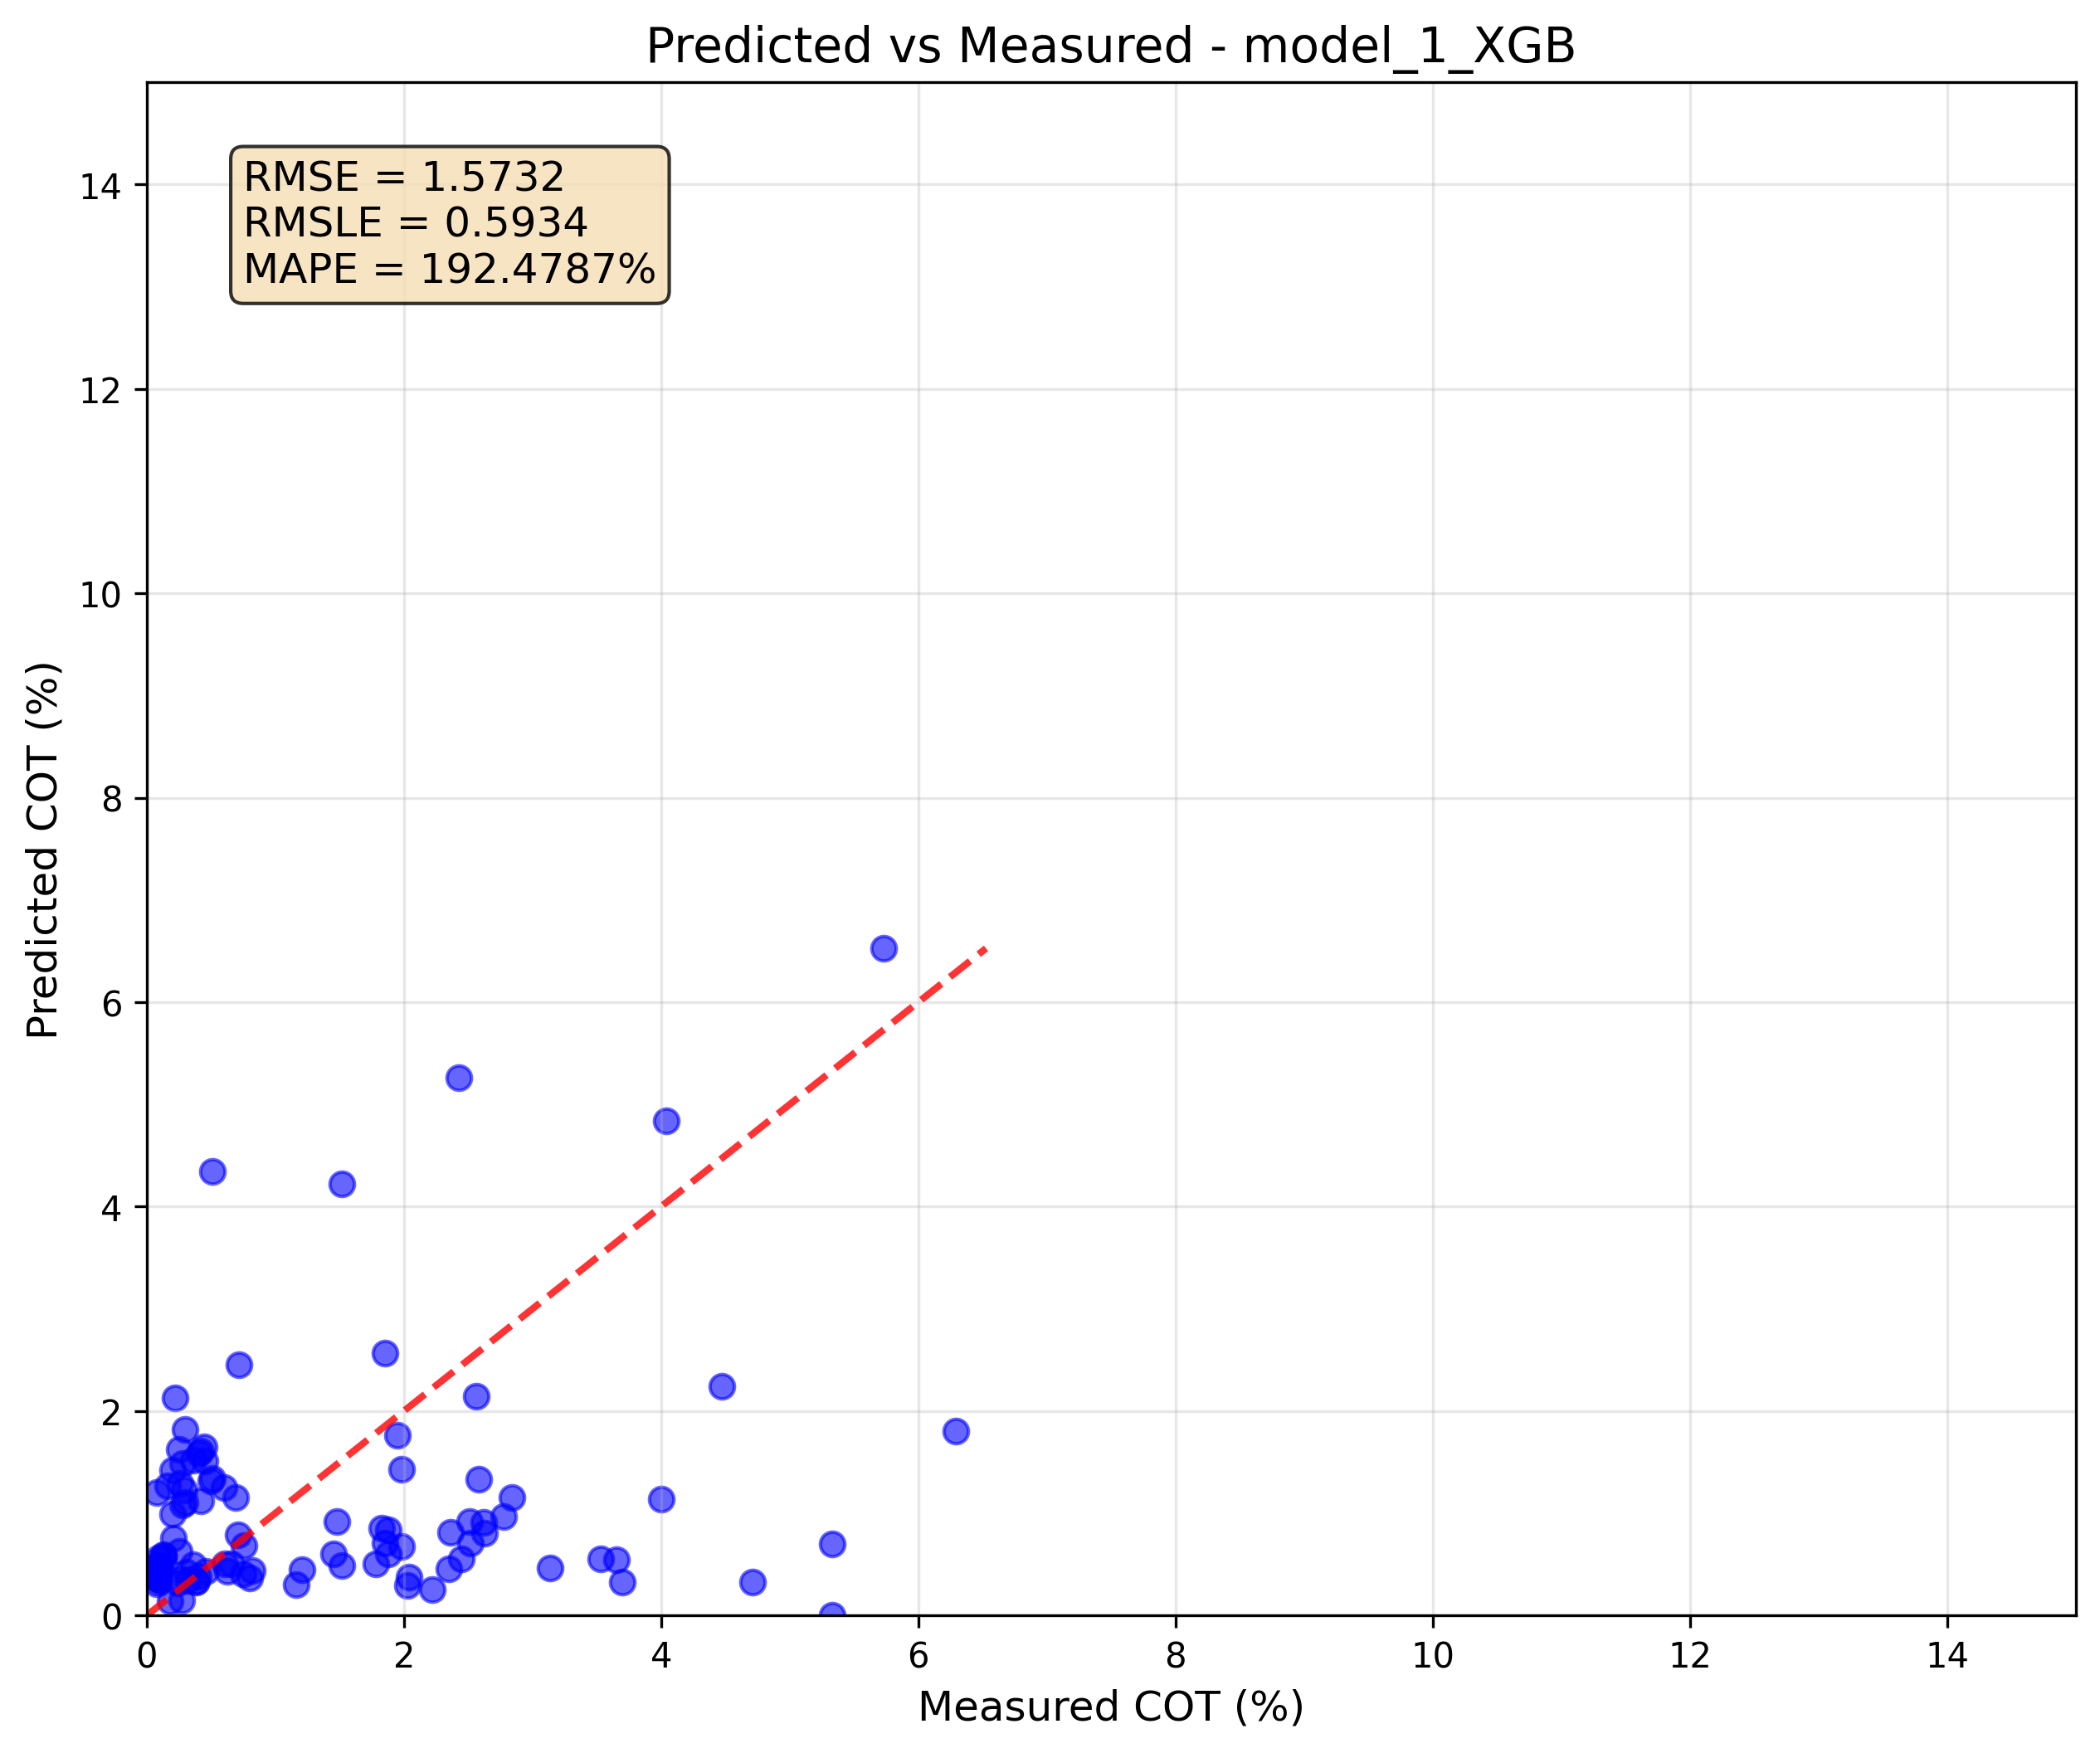 Predicted vs Measured - model_1_XGB
RMSE = 1.5732
RMSLE = 0.5934
MAPE = 192.4787%
Predicted COT (%)
14
12
10
8
6
4
2
0
0 2 4 6 8 10 12 14
Measured COT (%)